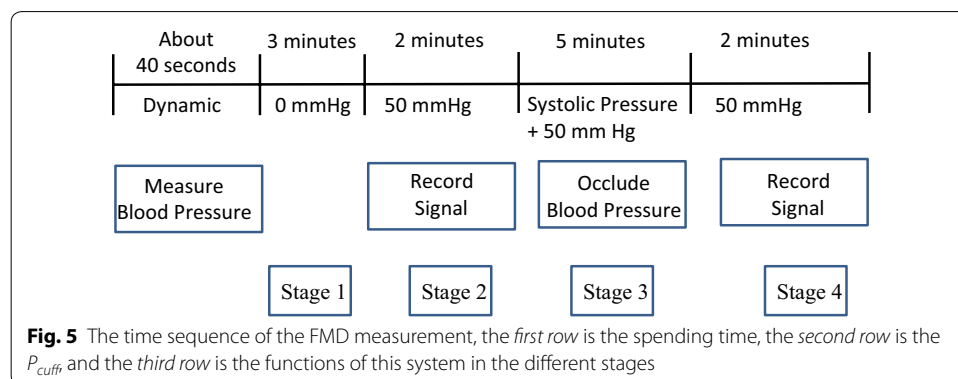 About
40 seconds
3 minutes
2 minutes
5 minutes
2 minutes
Dynamic
0 mmHg
50 mmHg
Systolic Pressure
+ 50 mm Hg
50 mmHg
Measure
Blood Pressure
Record
Signal
Occlude
Blood Pressure
Record
Signal
Stage 1
Stage 2
Stage 3
Stage 4
Fig. 5 The time sequence of the FMD measurement, the first row is the spending time, the second row is the
Pcuff, and the third row is the functions of this system in the different stages